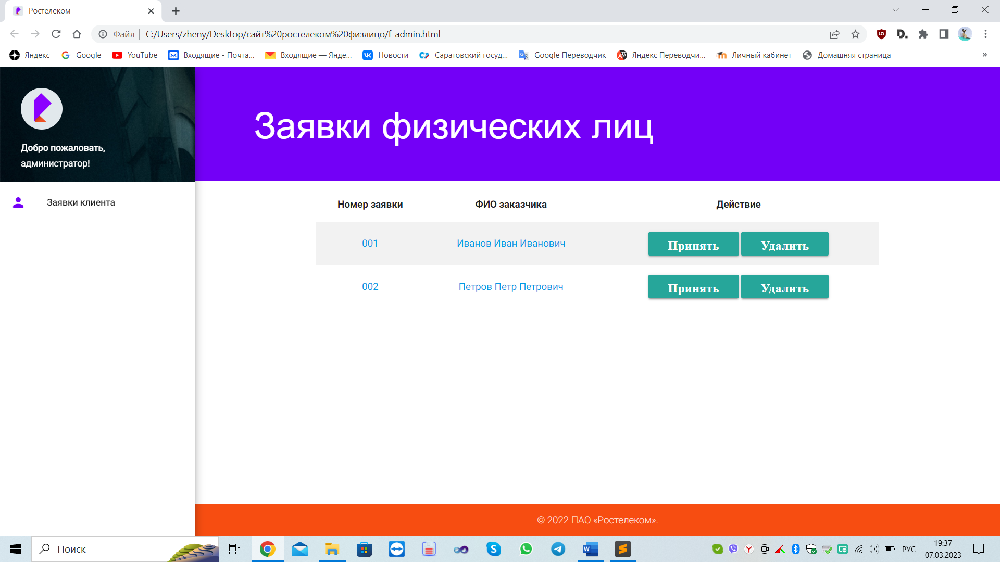 Ростелеком
Файл
C:/Users/zheny/Desktop/сайт%20ростелеком%20физлицо/f_admin.html
Яндекс
Google
YouTube
Входящие - Почта...
Входящие — Янде...
Новости
Саратовский госуд...
Google Переводчик
Яндекс Переводчи...
Личный кабинет
Домашняя страница
»
Добро пожаловать,
администратор!
Заявки клиента
Заявки физических лиц
Номер заявки ФИО заказчика Действие
001 Иванов Иван Иванович Принять Удалить
002 Петров Петр Петрович Принять Удалить
© 2022 ПАО «Ростелеком».
Поиск
РУС
19:37
07.03.2023